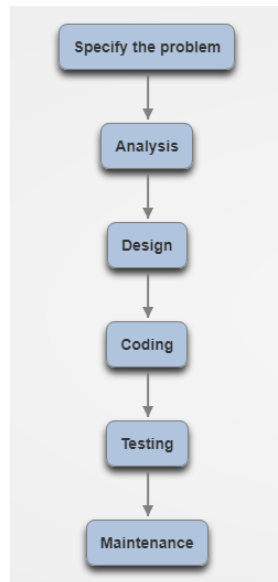 Specify the problem
Analysis
Design
Coding
Testing
Maintenance